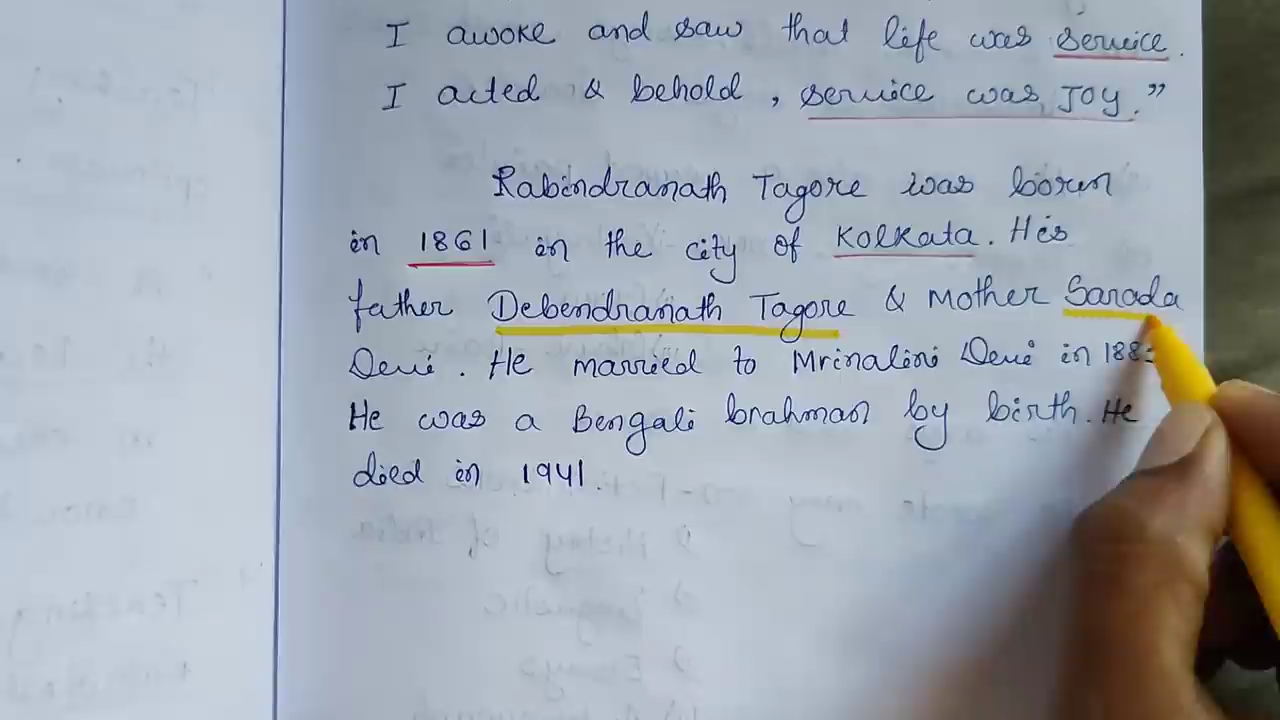 I awoke and saw that life was service.
I acted & behold, service was JOY."
Rabindranath Tagore was born
in 1861 in the city of Kolkata. His
father Debendranath Tagore & Mother Sarada
Devi. He married to Mrinalini Devi in 188
He was a Bengali brahman by birth. He
died in 1941.